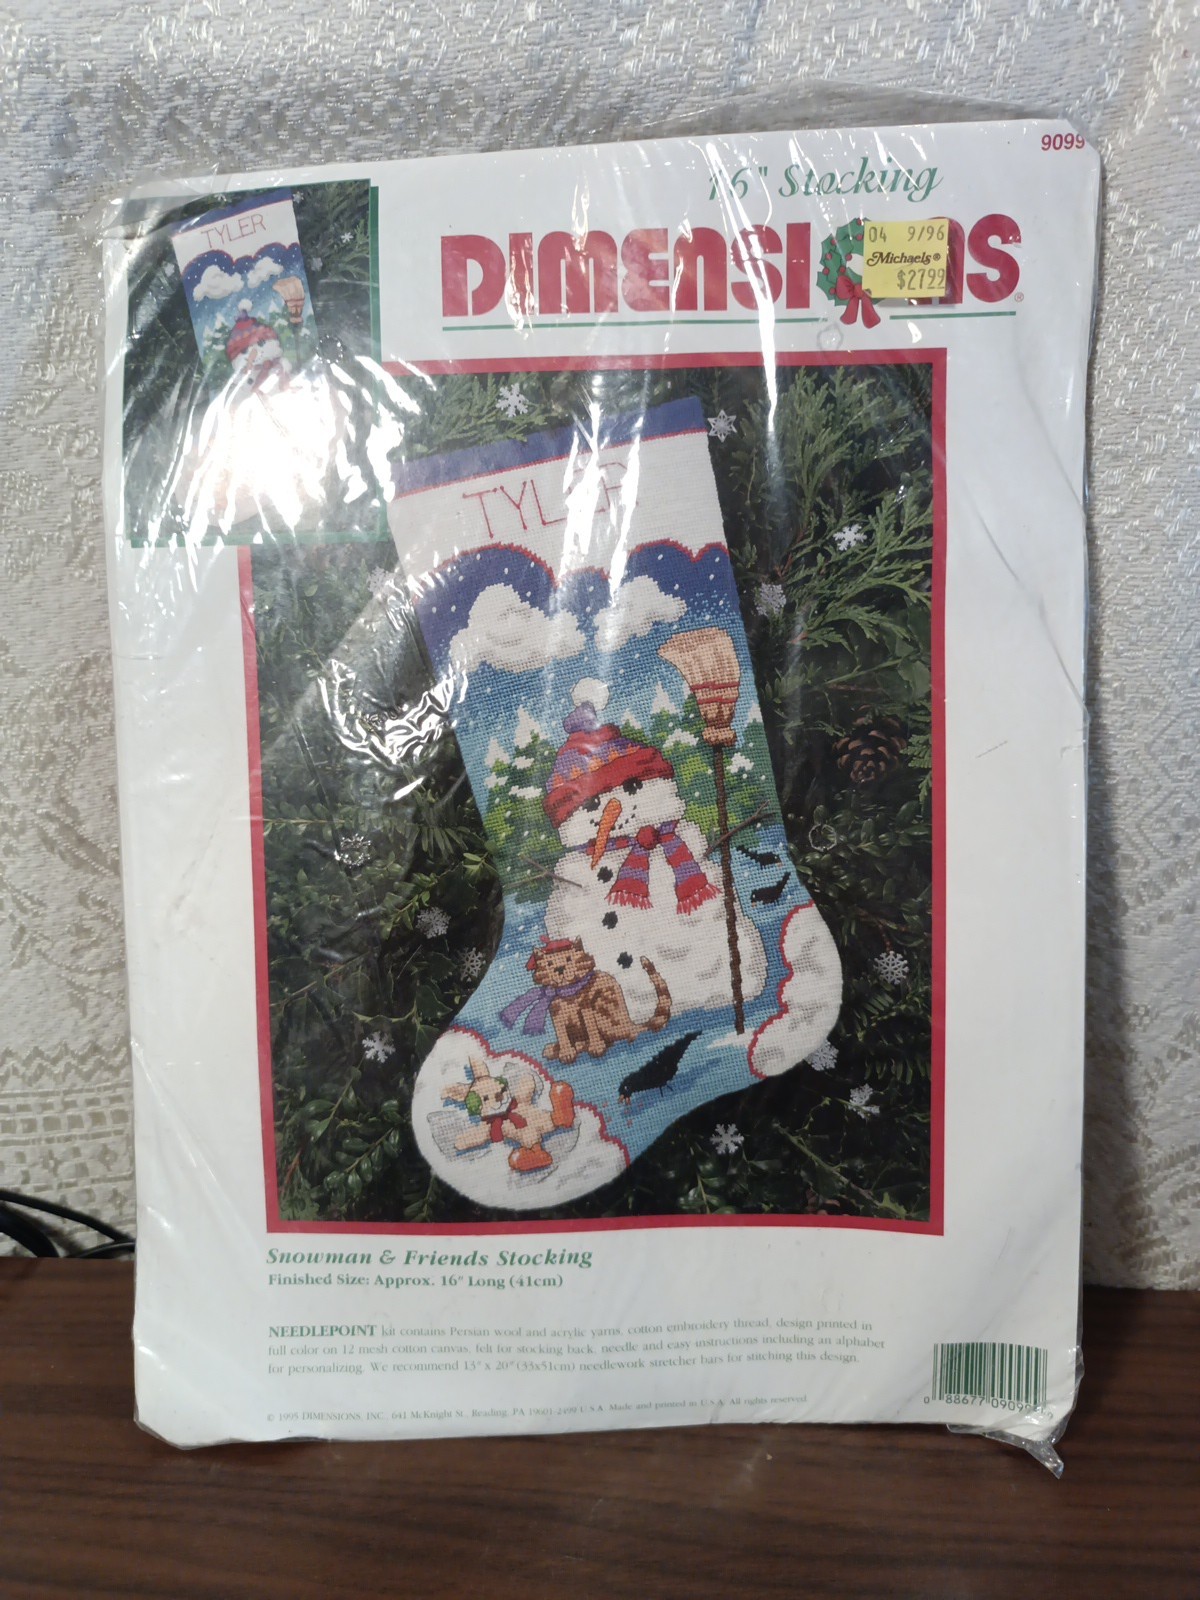 9099
16" Stocking
DIMENSIONS®
04 9/96
Michaels®
$27.99
TYLER
TYLER
Snowman & Friends Stocking
Finished Size: Approx. 16" Long (41cm)
NEEDLEPOINT kit contains Persian wool and acrylic yarns, cotton embroidery thread, design printed in
full color on 12 mesh cotton canvas, felt for stocking back, needle and easy instructions including an alphabet
for personalizing. We recommend 13" x 20" (33x51cm) needlework stretcher bars for stitching this design.
© 1995 DIMENSIONS, INC., 641 McKnight St., Reading, PA 19601-2499 U.S.A. Made and printed in U.S.A. All rights reserved.
0 88677 09099